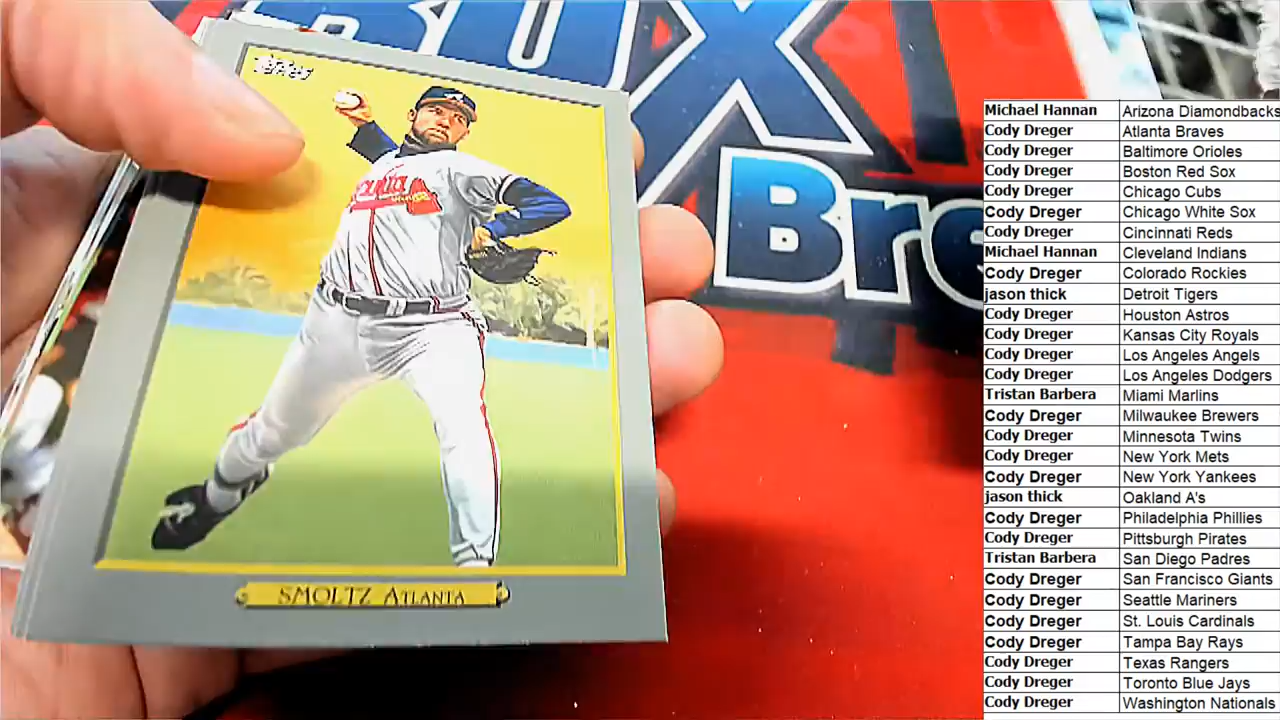 Topps
Atlanta
SMOLTZ ATLANTA
Michael Hannan Arizona Diamondbacks
Cody Dreger Atlanta Braves
Cody Dreger Baltimore Orioles
Cody Dreger Boston Red Sox
Cody Dreger Chicago Cubs
Cody Dreger Chicago White Sox
Cody Dreger Cincinnati Reds
Michael Hannan Cleveland Indians
Cody Dreger Colorado Rockies
jason thick Detroit Tigers
Cody Dreger Houston Astros
Cody Dreger Kansas City Royals
Cody Dreger Los Angeles Angels
Cody Dreger Los Angeles Dodgers
Tristan Barbera Miami Marlins
Cody Dreger Milwaukee Brewers
Cody Dreger Minnesota Twins
Cody Dreger New York Mets
Cody Dreger New York Yankees
jason thick Oakland A's
Cody Dreger Philadelphia Phillies
Cody Dreger Pittsburgh Pirates
Tristan Barbera San Diego Padres
Cody Dreger San Francisco Giants
Cody Dreger Seattle Mariners
Cody Dreger St. Louis Cardinals
Cody Dreger Tampa Bay Rays
Cody Dreger Texas Rangers
Cody Dreger Toronto Blue Jays
Cody Dreger Washington Nationals